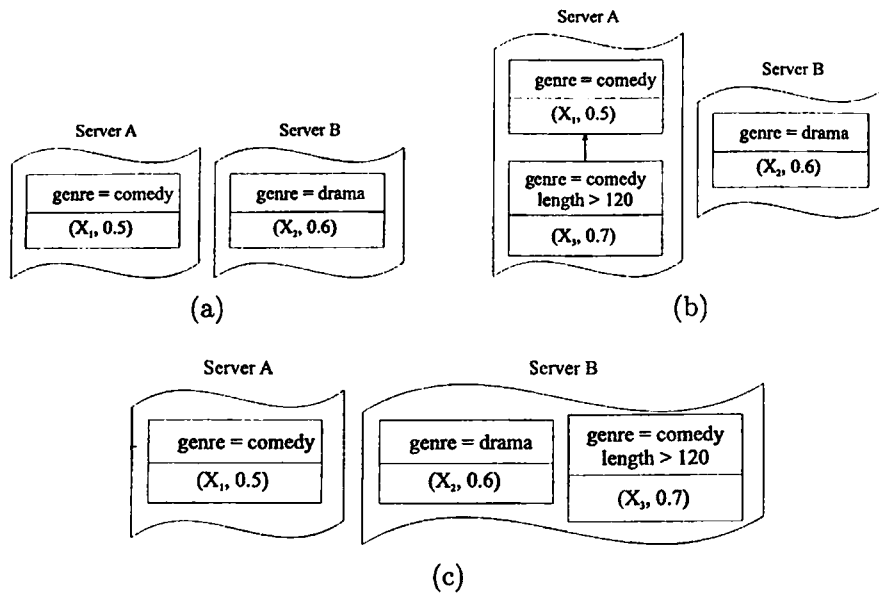 Server A
Server B
genre = comedy
(X₁, 0.5)
genre = drama
(X₂, 0.6)
(a)
Server A
genre = comedy
(X₁, 0.5)
genre = comedy
length > 120
(X₃, 0.7)
Server B
genre = drama
(X₂, 0.6)
(b)
Server A
genre = comedy
(X₁, 0.5)
Server B
genre = drama
(X₂, 0.6)
genre = comedy
length > 120
(X₃, 0.7)
(c)